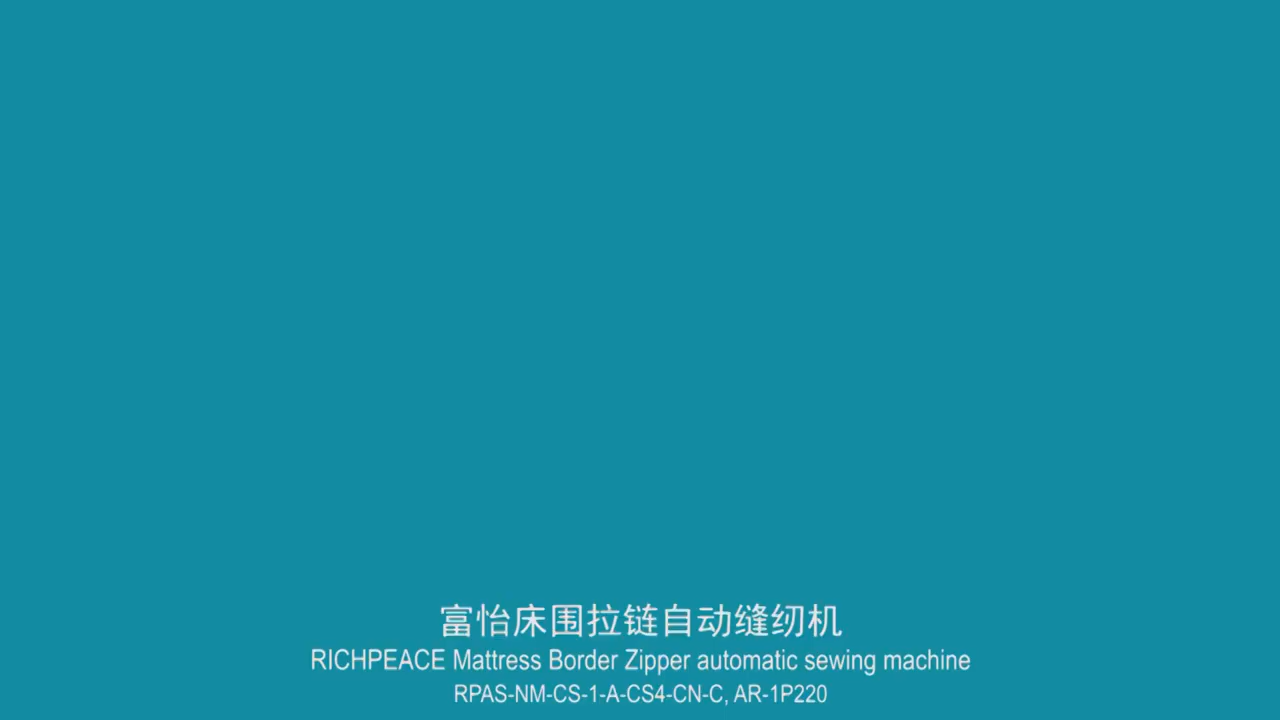 富怡床围拉链自动缝纫机
RICHPEACE Mattress Border Zipper automatic sewing machine
RPAS-NM-CS-1-A-CS4-CN-C, AR-1P220